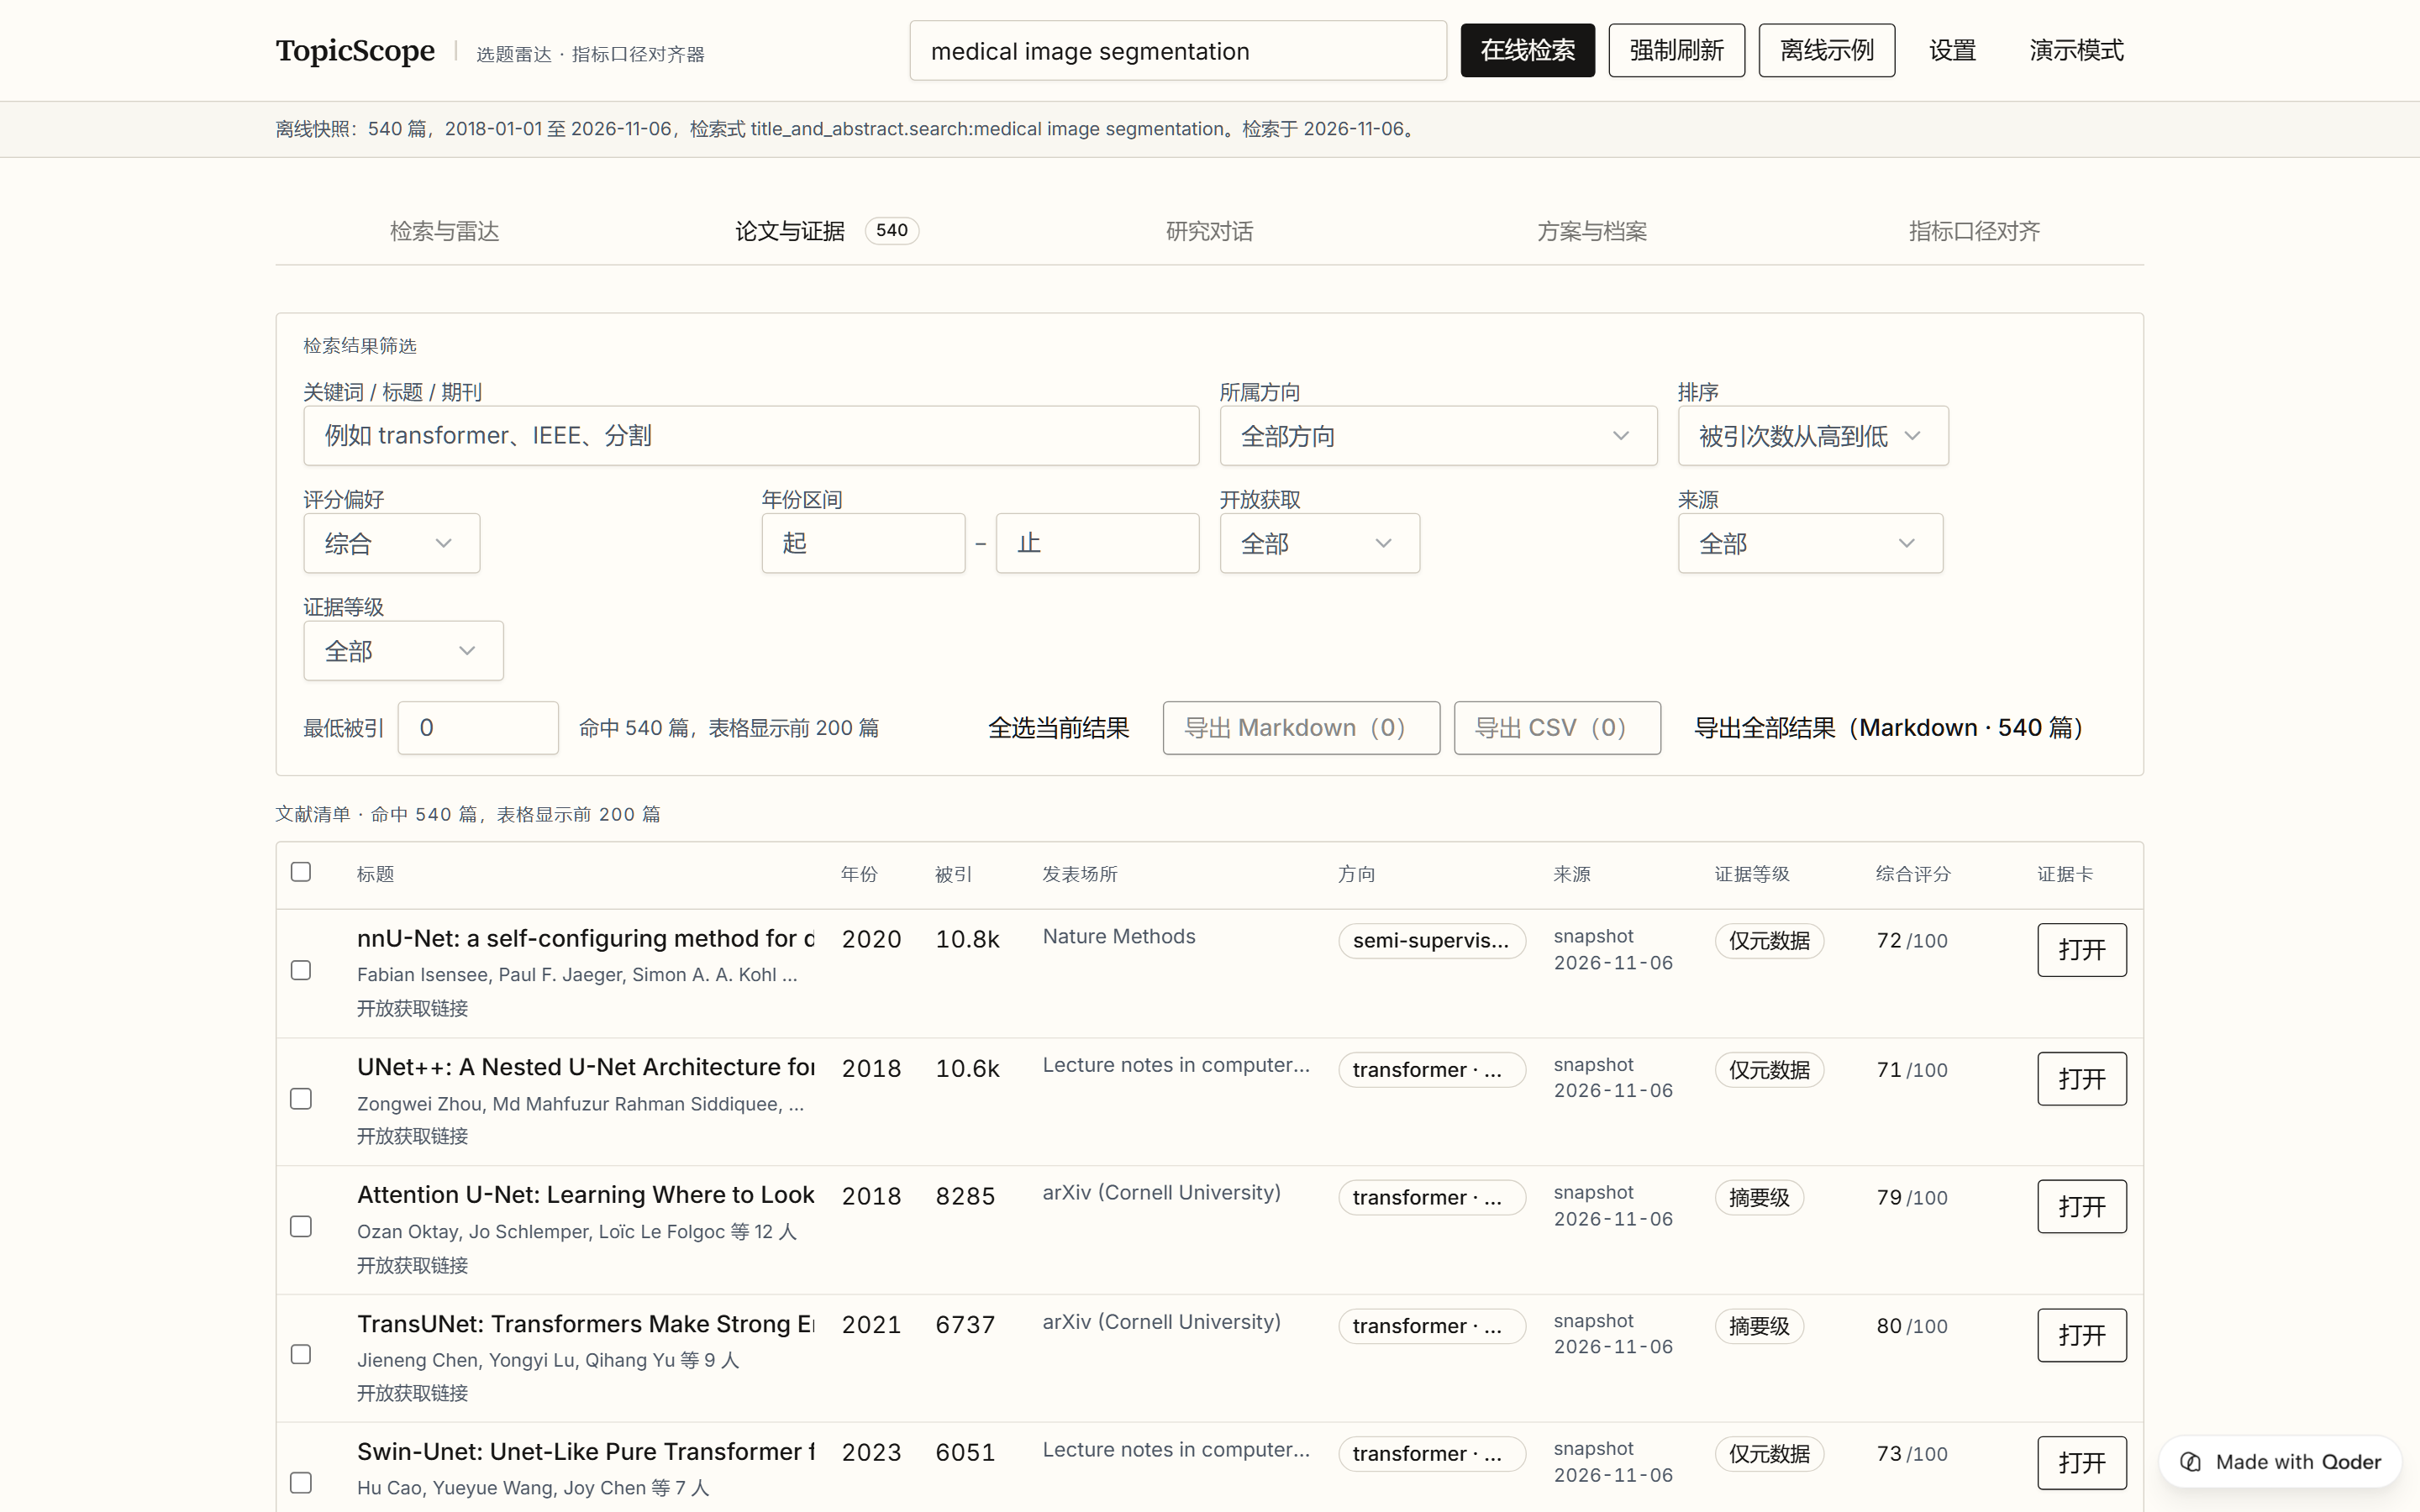 TopicScope
选题雷达 · 指标口径对齐器
medical image segmentation
在线检索
强制刷新
离线示例
设置
演示模式
离线快照：540 篇，2018-01-01 至 2026-11-06，检索式 title_and_abstract.search:medical image segmentation。检索于 2026-11-06。
检索与雷达
论文与证据 540
研究对话
方案与档案
指标口径对齐
检索结果筛选
关键词 / 标题 / 期刊
例如 transformer、IEEE、分割
所属方向
全部方向
排序
被引次数从高到低
评分偏好
综合
年份区间
起 – 止
开放获取
全部
来源
全部
证据等级
全部
最低被引 0
命中 540 篇，表格显示前 200 篇
全选当前结果
导出 Markdown（0）
导出 CSV（0）
导出全部结果（Markdown · 540 篇）
文献清单 · 命中 540 篇，表格显示前 200 篇
标题 年份 被引 发表场所 方向 来源 证据等级 综合评分 证据卡
nnU-Net: a self-configuring method for 2020 10.8k Nature Methods semi-supervis... snapshot 仅元数据 72 /100 打开
2026-11-06
Fabian Isensee, Paul F. Jaeger, Simon A. A. Kohl ...
开放获取链接
UNet++: A Nested U-Net Architecture for 2018 10.6k Lecture notes in computer... transformer · ... snapshot 仅元数据 71 /100 打开
2026-11-06
Zongwei Zhou, Md Mahfuzur Rahman Siddiquee, ...
开放获取链接
Attention U-Net: Learning Where to Look 2018 8285 arXiv (Cornell University) transformer · ... snapshot 摘要级 79 /100 打开
2026-11-06
Ozan Oktay, Jo Schlemper, Loïc Le Folgoc 等 12 人
开放获取链接
TransUNet: Transformers Make Strong 2021 6737 arXiv (Cornell University) transformer · ... snapshot 摘要级 80 /100 打开
2026-11-06
Jieneng Chen, Yongyi Lu, Qihang Yu 等 9 人
开放获取链接
Swin-Unet: Unet-Like Pure Transformer 2023 6051 Lecture notes in computer... transformer · ... snapshot 仅元数据 73 /100 打开
2026-11-06
Hu Cao, Yueyue Wang, Joy Chen 等 7 人
Made with Qoder